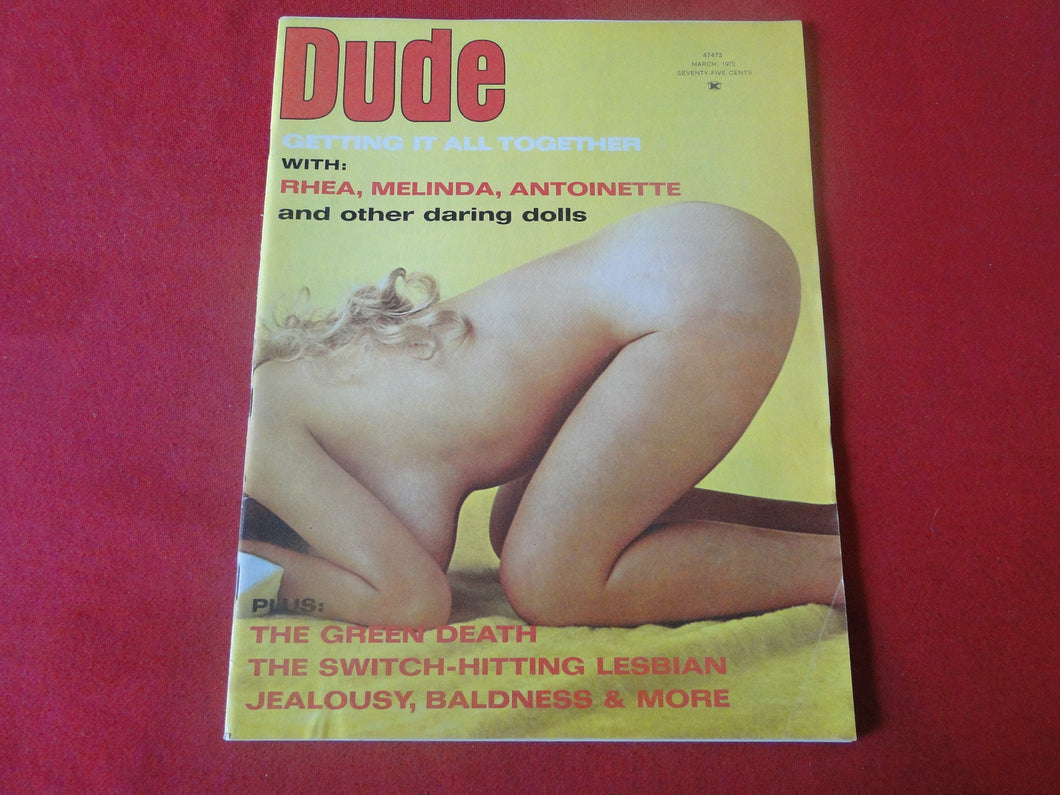 Dude
47473
MARCH, 1973
SEVENTY-FIVE CENTS
GETTING IT ALL TOGETHER
WITH:
RHEA, MELINDA, ANTOINETTE
and other daring dolls
PLUS:
THE GREEN DEATH
THE SWITCH-HITTING LESBIAN
JEALOUSY, BALDNESS & MORE